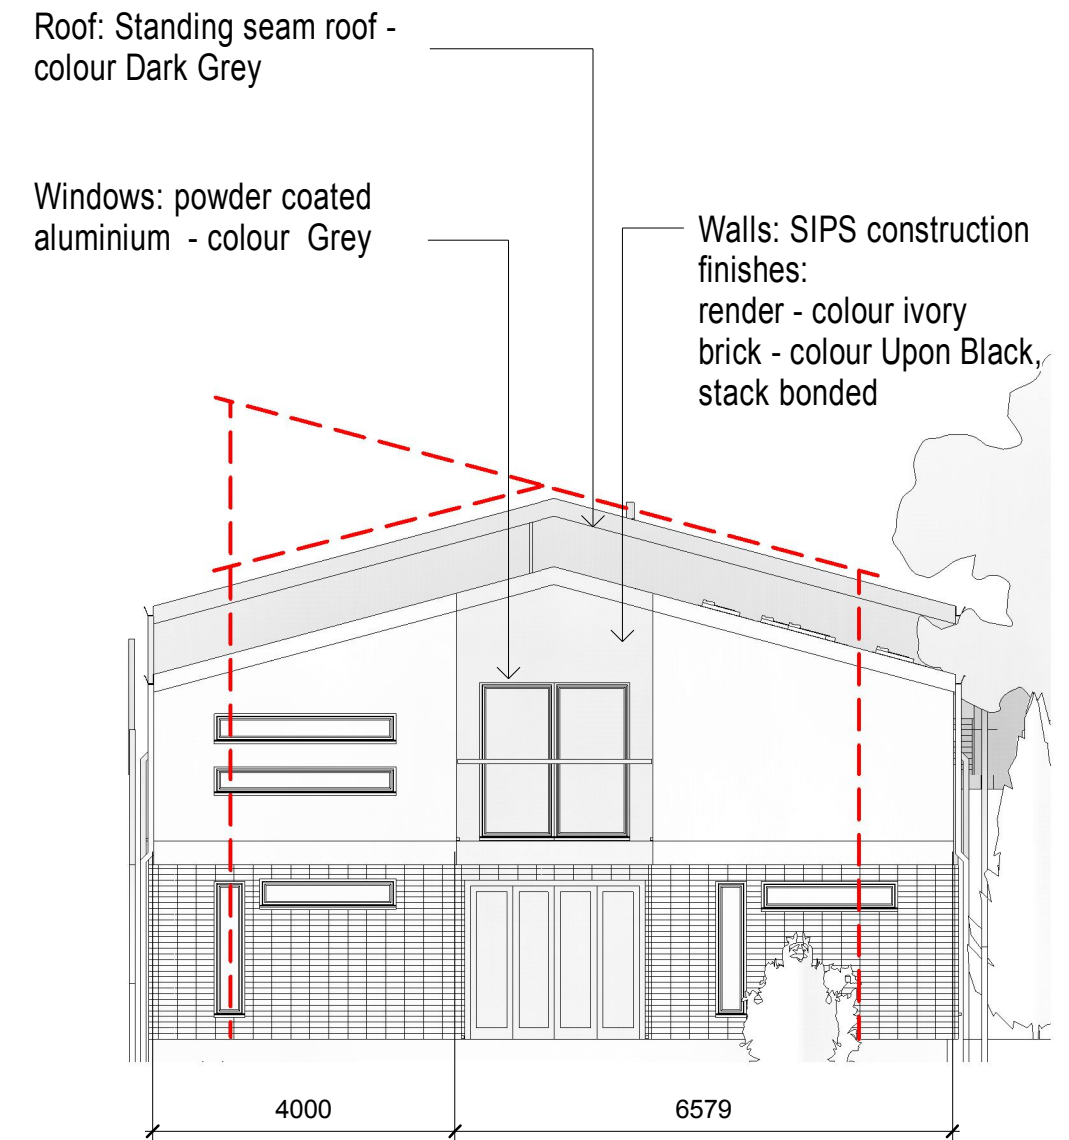 Roof: Standing seam roof -
colour Dark Grey
Windows: powder coated
aluminium - colour Grey
Walls: SIPS construction
finishes:
render - colour ivory
brick - colour Upon Black,
stack bonded
4000
6579